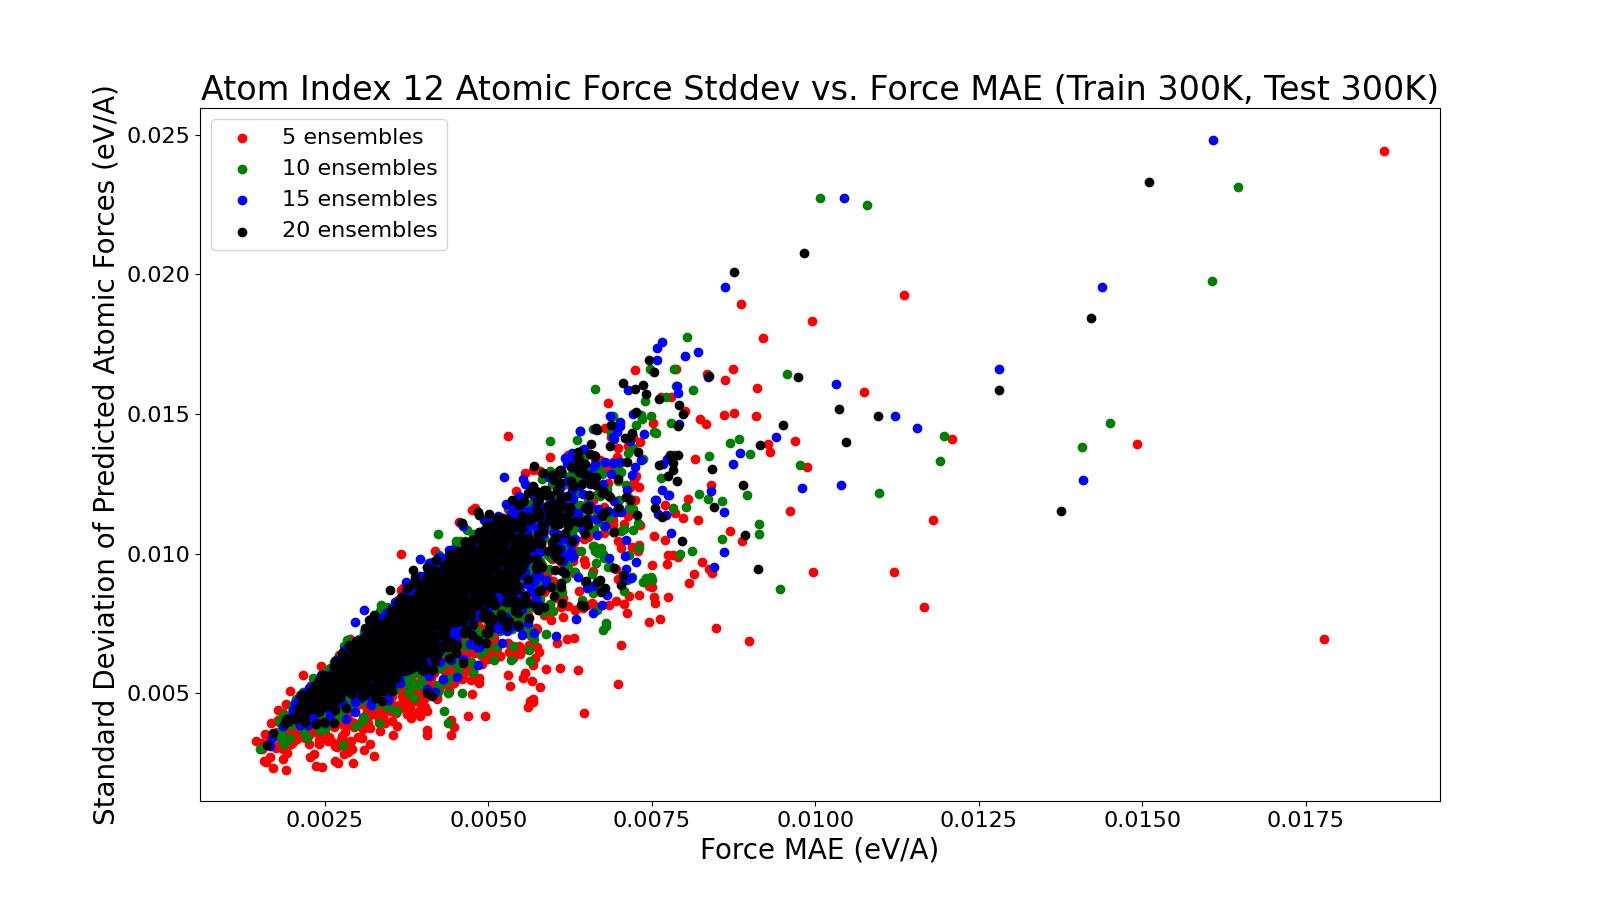 Atom Index 12 Atomic Force Stddev vs. Force MAE (Train 300K, Test 300K)
Standard Deviation of Predicted Atomic Forces (eV/A)
0.025
0.020
0.015
0.010
0.005
5 ensembles
10 ensembles
15 ensembles
20 ensembles
0.0025 0.0050 0.0075 0.0100 0.0125 0.0150 0.0175
Force MAE (eV/A)